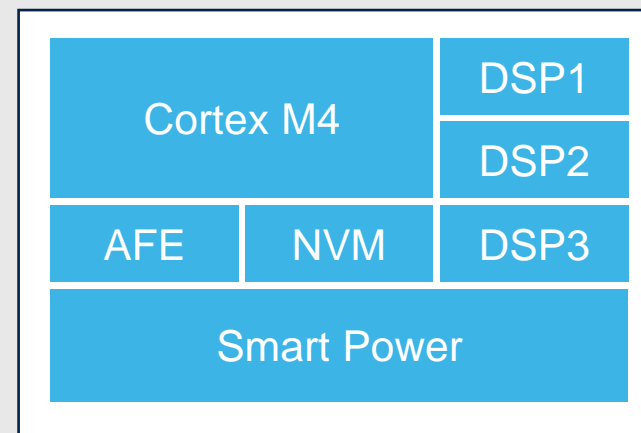 Cortex M4
DSP1
DSP2
AFE
NVM
DSP3
Smart Power